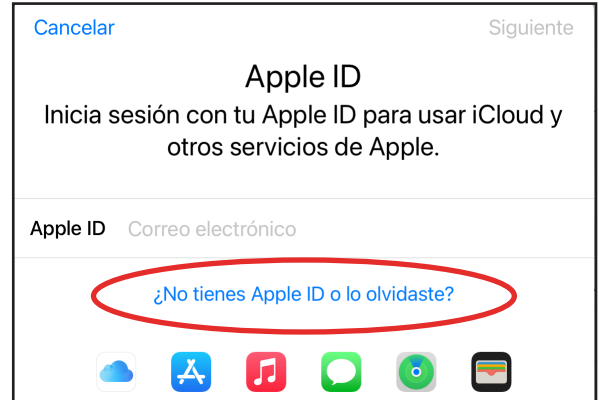 Cancelar
Siguiente
Apple ID
Inicia sesión con tu Apple ID para usar iCloud y
otros servicios de Apple.
Apple ID
Correo electrónico
¿No tienes Apple ID o lo olvidaste?